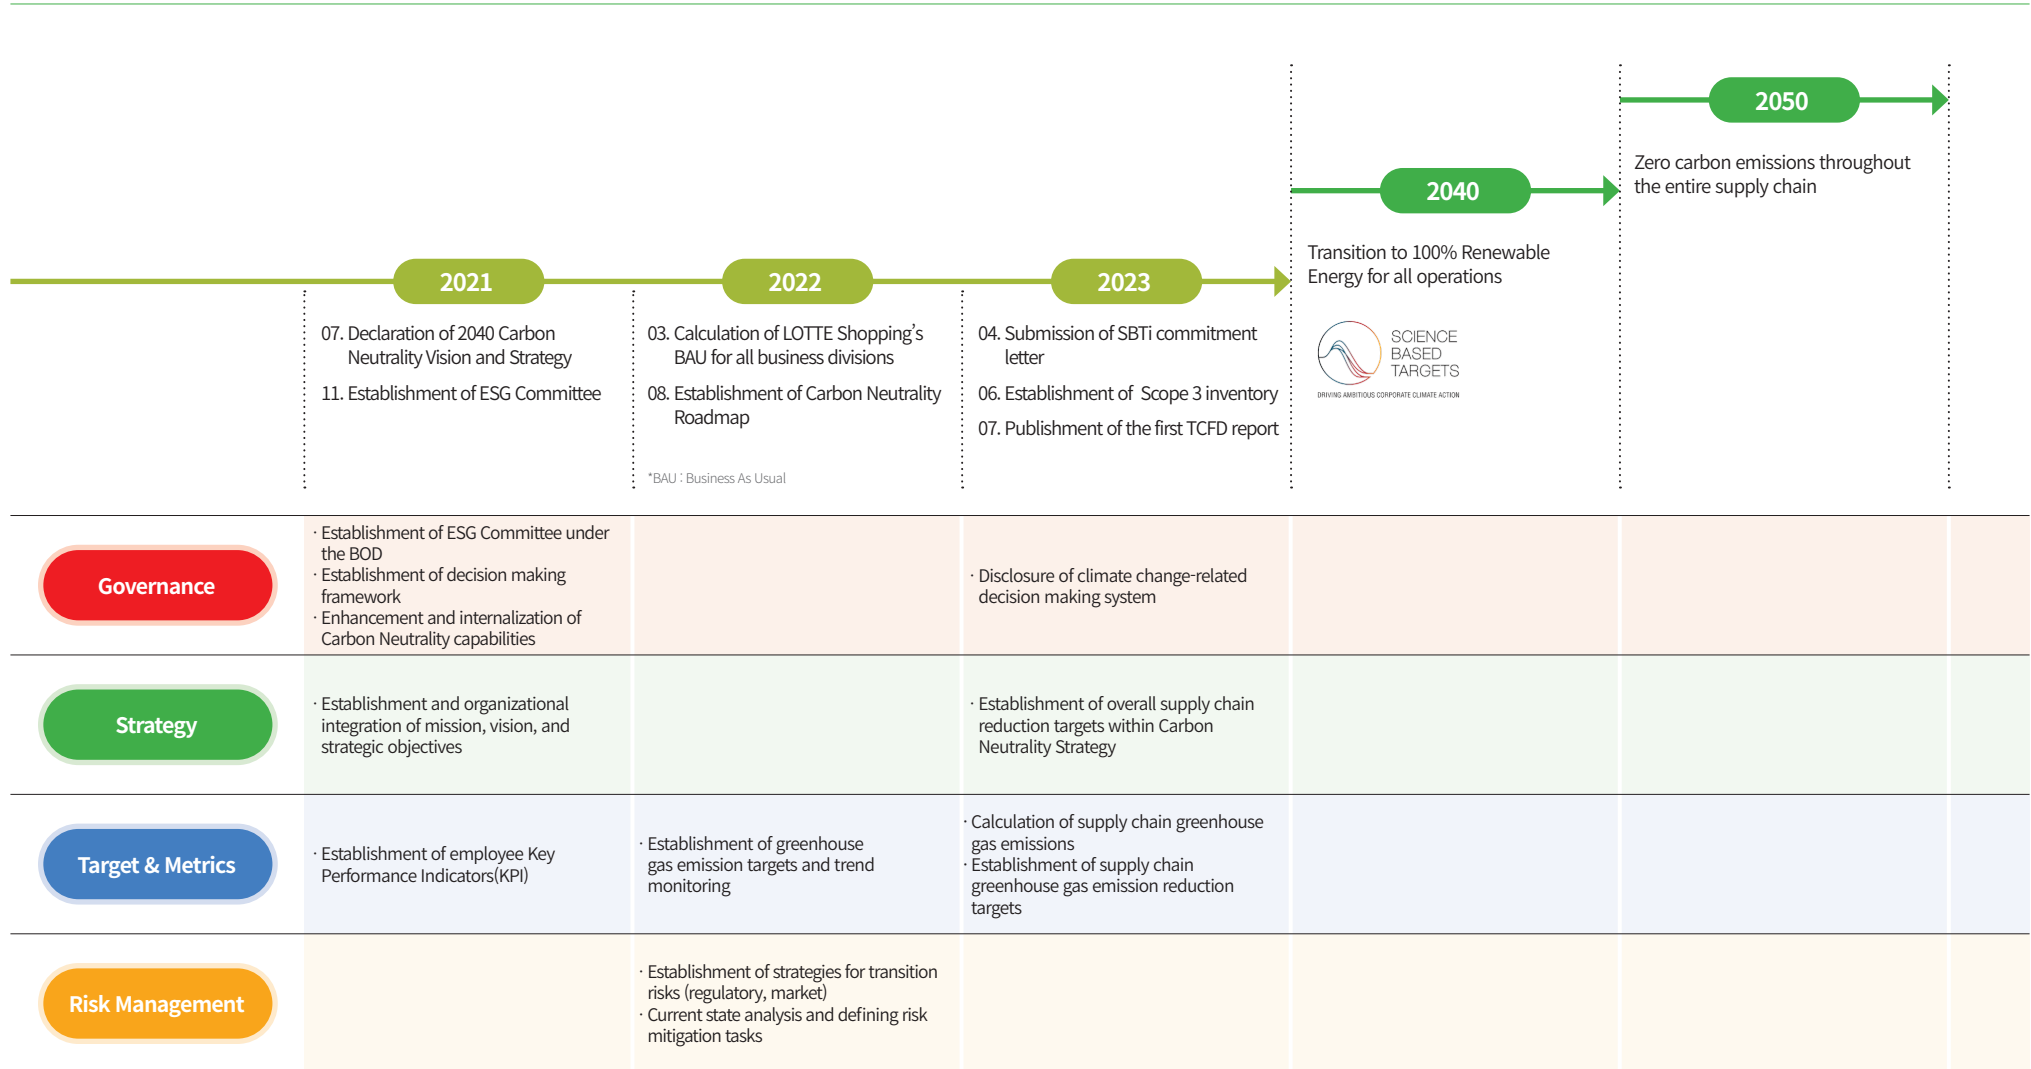 2050
Zero carbon emissions throughout
the entire supply chain
2040
Transition to 100% Renewable
Energy for all operations
SCIENCE
BASED
TARGETS
DRIVING AMBITIOUS CORPORATE CLIMATE ACTION
2021
07. Declaration of 2040 Carbon
Neutrality Vision and Strategy
11. Establishment of ESG Committee
2022
03. Calculation of LOTTE Shopping's
BAU for all business divisions
08. Establishment of Carbon Neutrality
Roadmap
*BAU : Business As Usual
2023
04. Submission of SBTi commitment
letter
06. Establishment of Scope 3 inventory
07. Publishment of the first TCFD report
Governance
· Establishment of ESG Committee under
the BOD
· Establishment of decision making
framework
· Enhancement and internalization of
Carbon Neutrality capabilities
· Disclosure of climate change-related
decision making system
Strategy
· Establishment and organizational
integration of mission, vision, and
strategic objectives
· Establishment of overall supply chain
reduction targets within Carbon
Neutrality Strategy
Target & Metrics
· Establishment of employee Key
Performance Indicators(KPI)
· Establishment of greenhouse
gas emission targets and trend
monitoring
· Calculation of supply chain greenhouse
gas emissions
· Establishment of supply chain
greenhouse gas emission reduction
targets
Risk Management
· Establishment of strategies for transition
risks (regulatory, market)
· Current state analysis and defining risk
mitigation tasks